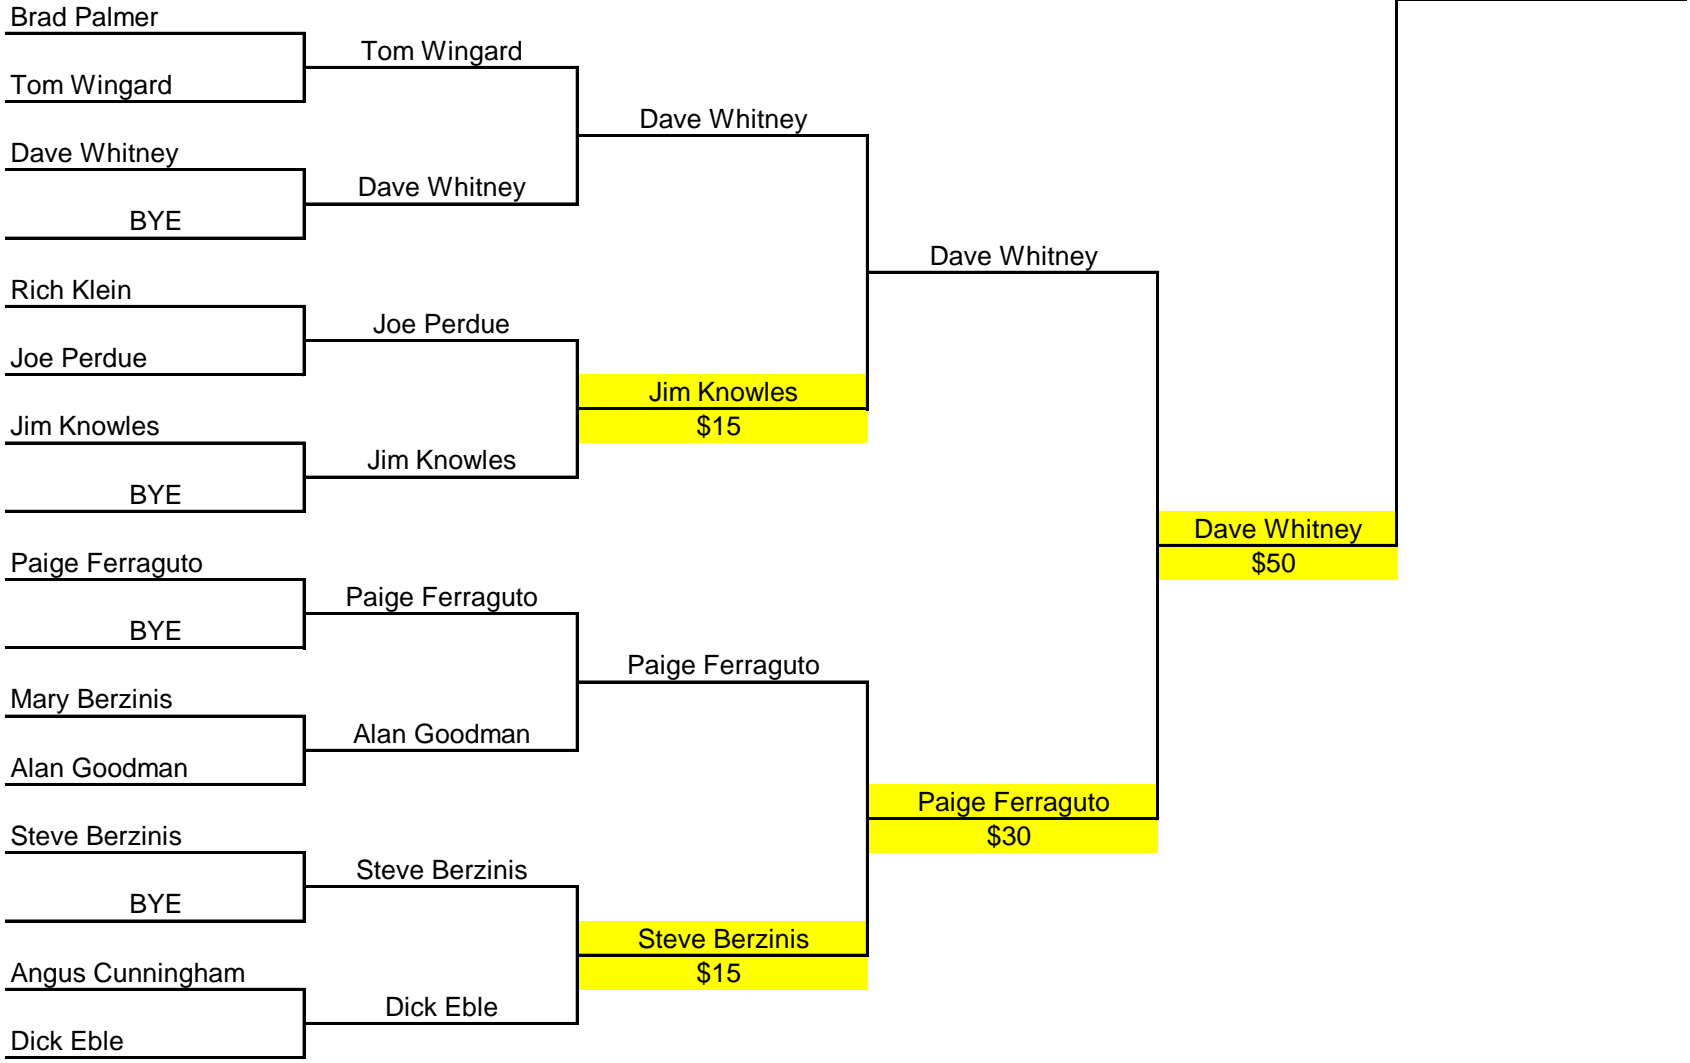 Brad Palmer
Tom Wingard
Tom Wingard
Dave Whitney
Dave Whitney
Dave Whitney
BYE
Dave Whitney
Rich Klein
Joe Perdue
Joe Perdue
Jim Knowles
Jim Knowles
$15
Jim Knowles
BYE
Dave Whitney
$50
Paige Ferraguto
Paige Ferraguto
BYE
Paige Ferraguto
Mary Berzinis
Alan Goodman
Alan Goodman
Paige Ferraguto
$30
Steve Berzinis
Steve Berzinis
BYE
Steve Berzinis
$15
Angus Cunningham
Dick Eble
Dick Eble